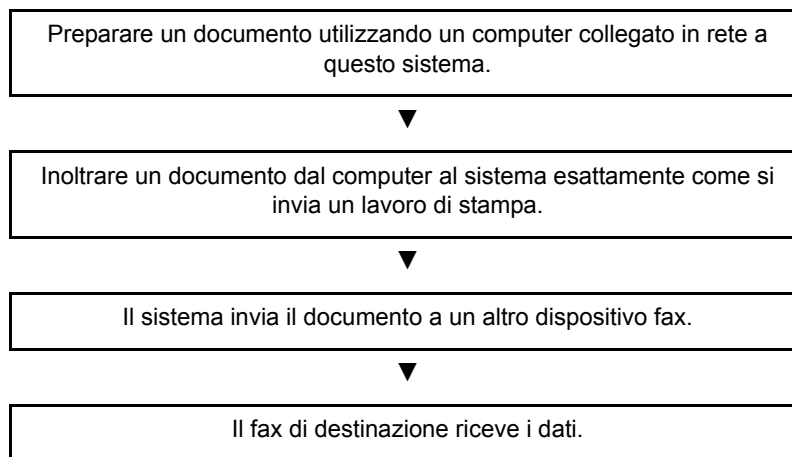 Preparare un documento utilizzando un computer collegato in rete a
questo sistema.
▼
Inoltrare un documento dal computer al sistema esattamente come si
invia un lavoro di stampa.
▼
Il sistema invia il documento a un altro dispositivo fax.
▼
Il fax di destinazione riceve i dati.